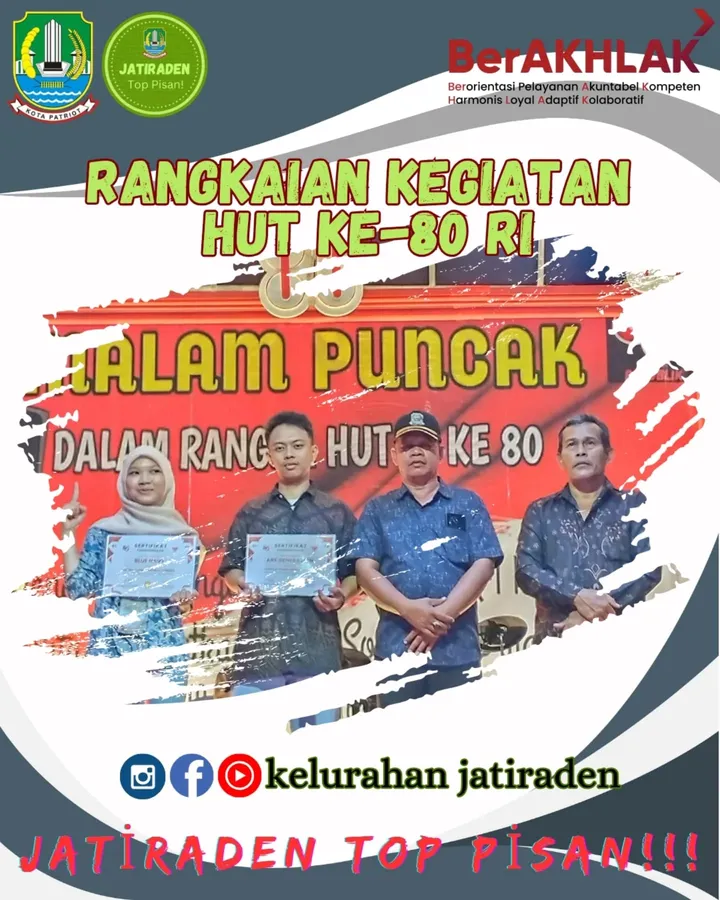 KOTA PATRIOT
JATIRADEN
Top Pisan!
BerAKHLAK
Berorientasi Pelayanan Akuntabel Kompeten
Harmonis Loyal Adaptif Kolaboratif
RANGKAIAN KEGIATAN
HUT KE-80 RI
MALAM PUNCAK
DALAM RANG
HUT
KE 80
SERTIFIKAT
SERTIFIKAT
kelurahan jatiraden
JATİRADEN TOP PİSAN!!!